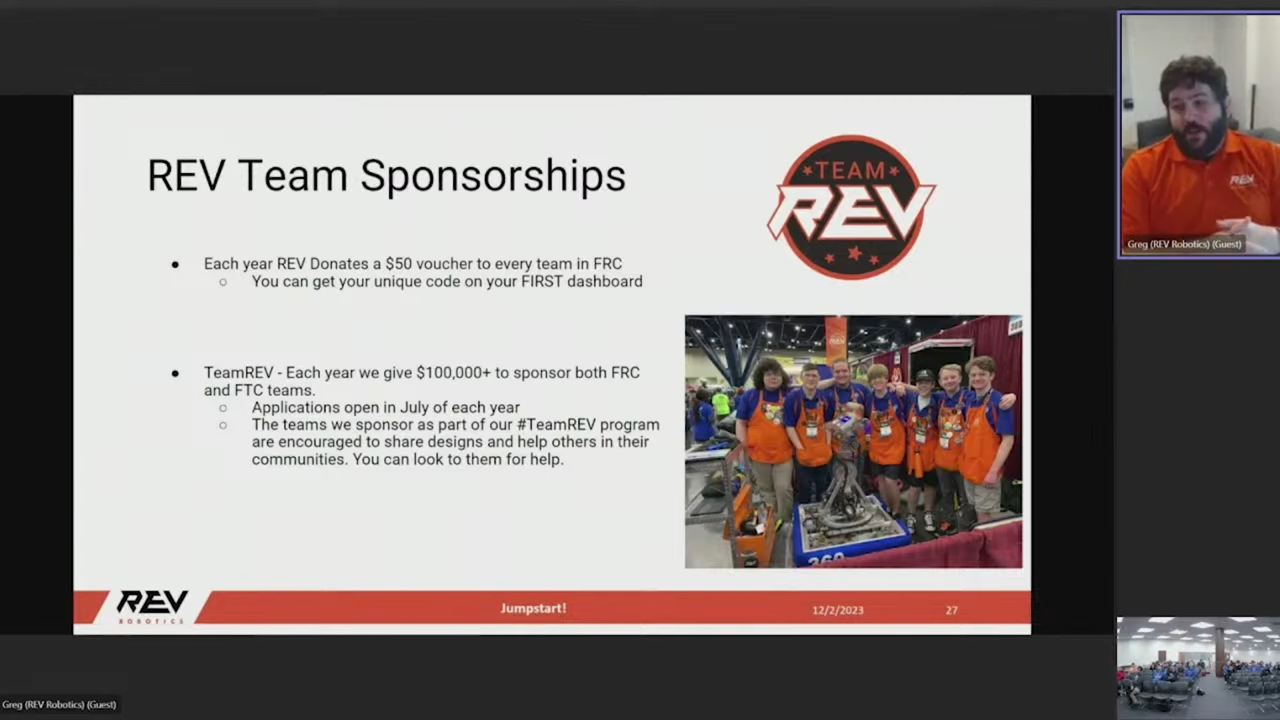 REV Team Sponsorships
TEAM
REV
● Each year REV Donates a $50 voucher to every team in FRC
○ You can get your unique code on your FIRST dashboard
● TeamREV - Each year we give $100,000+ to sponsor both FRC
and FTC teams.
○ Applications open in July of each year
○ The teams we sponsor as part of our #TeamREV program
are encouraged to share designs and help others in their
communities. You can look to them for help.
REV
ROBOTICS
Jumpstart!
12/2/2023
27
REV
Greg (REV Robotics) (Guest)
Greg (REV Robotics) (Guest)